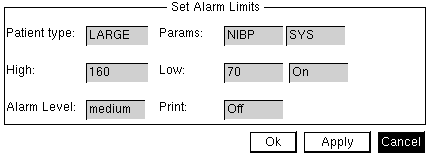 Set Alarm Limits
Patient type: LARGE Params: NIBP SYS
High: 160 Low: 70 On
Alarm Level: medium Print: Off
Ok Apply Cancel